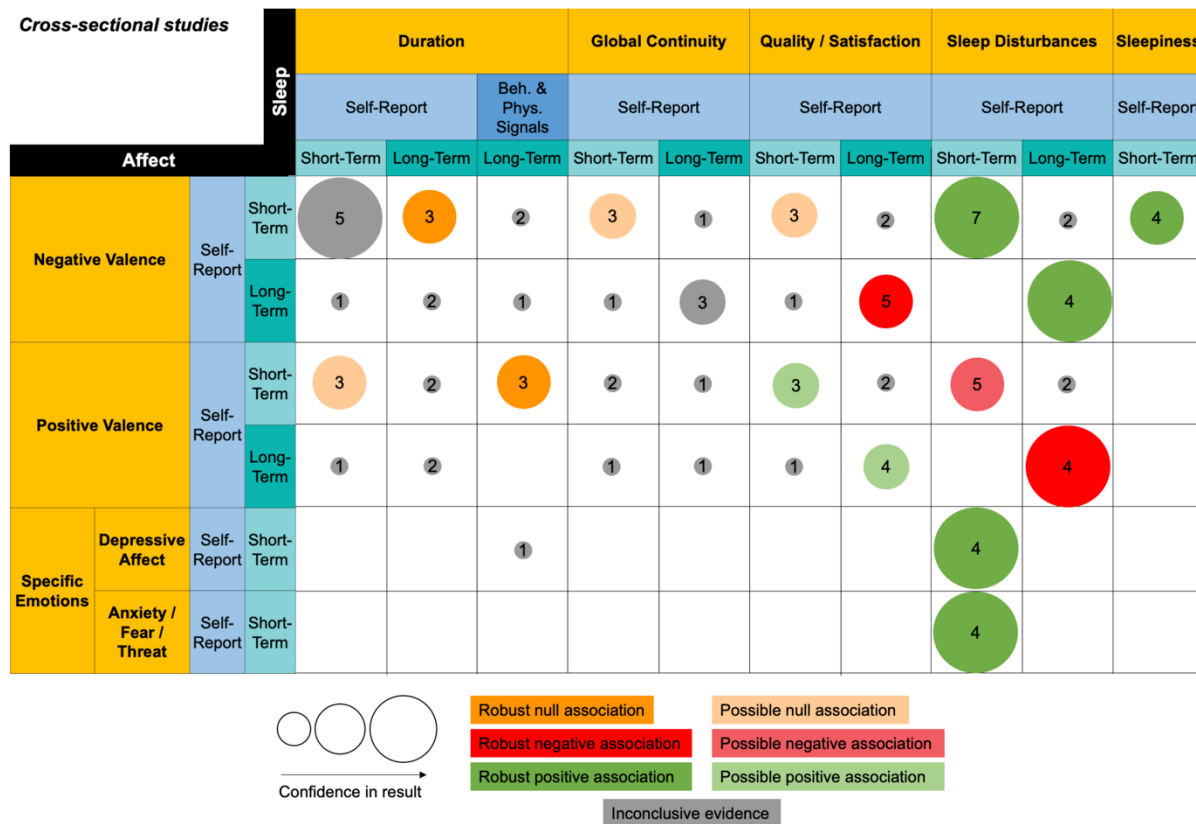 Cross-sectional studies
Sleep
Duration
Global Continuity
Quality / Satisfaction
Sleep Disturbances
Sleepiness
Self-Report
Beh. &
Phys.
Signals
Self-Report
Self-Report
Self-Report
Self-Report
Affect
Short-Term
Long-Term
Long-Term
Short-Term
Long-Term
Short-Term
Long-Term
Short-Term
Long-Term
Short-Term
Negative Valence
Self-
Report
Short-
Term
5
3
2
3
1
3
2
7
2
4
Long-
Term
1
2
1
1
3
1
5
4
Positive Valence
Self-
Report
Short-
Term
3
2
3
2
1
3
2
5
2
Long-
Term
1
2
1
1
1
4
4
Specific
Emotions
Depressive
Affect
Self-
Report
Short-
Term
1
4
Anxiety /
Fear /
Threat
Self-
Report
Short-
Term
4
Confidence in result
Robust null association
Possible null association
Robust negative association
Possible negative association
Robust positive association
Possible positive association
Inconclusive evidence